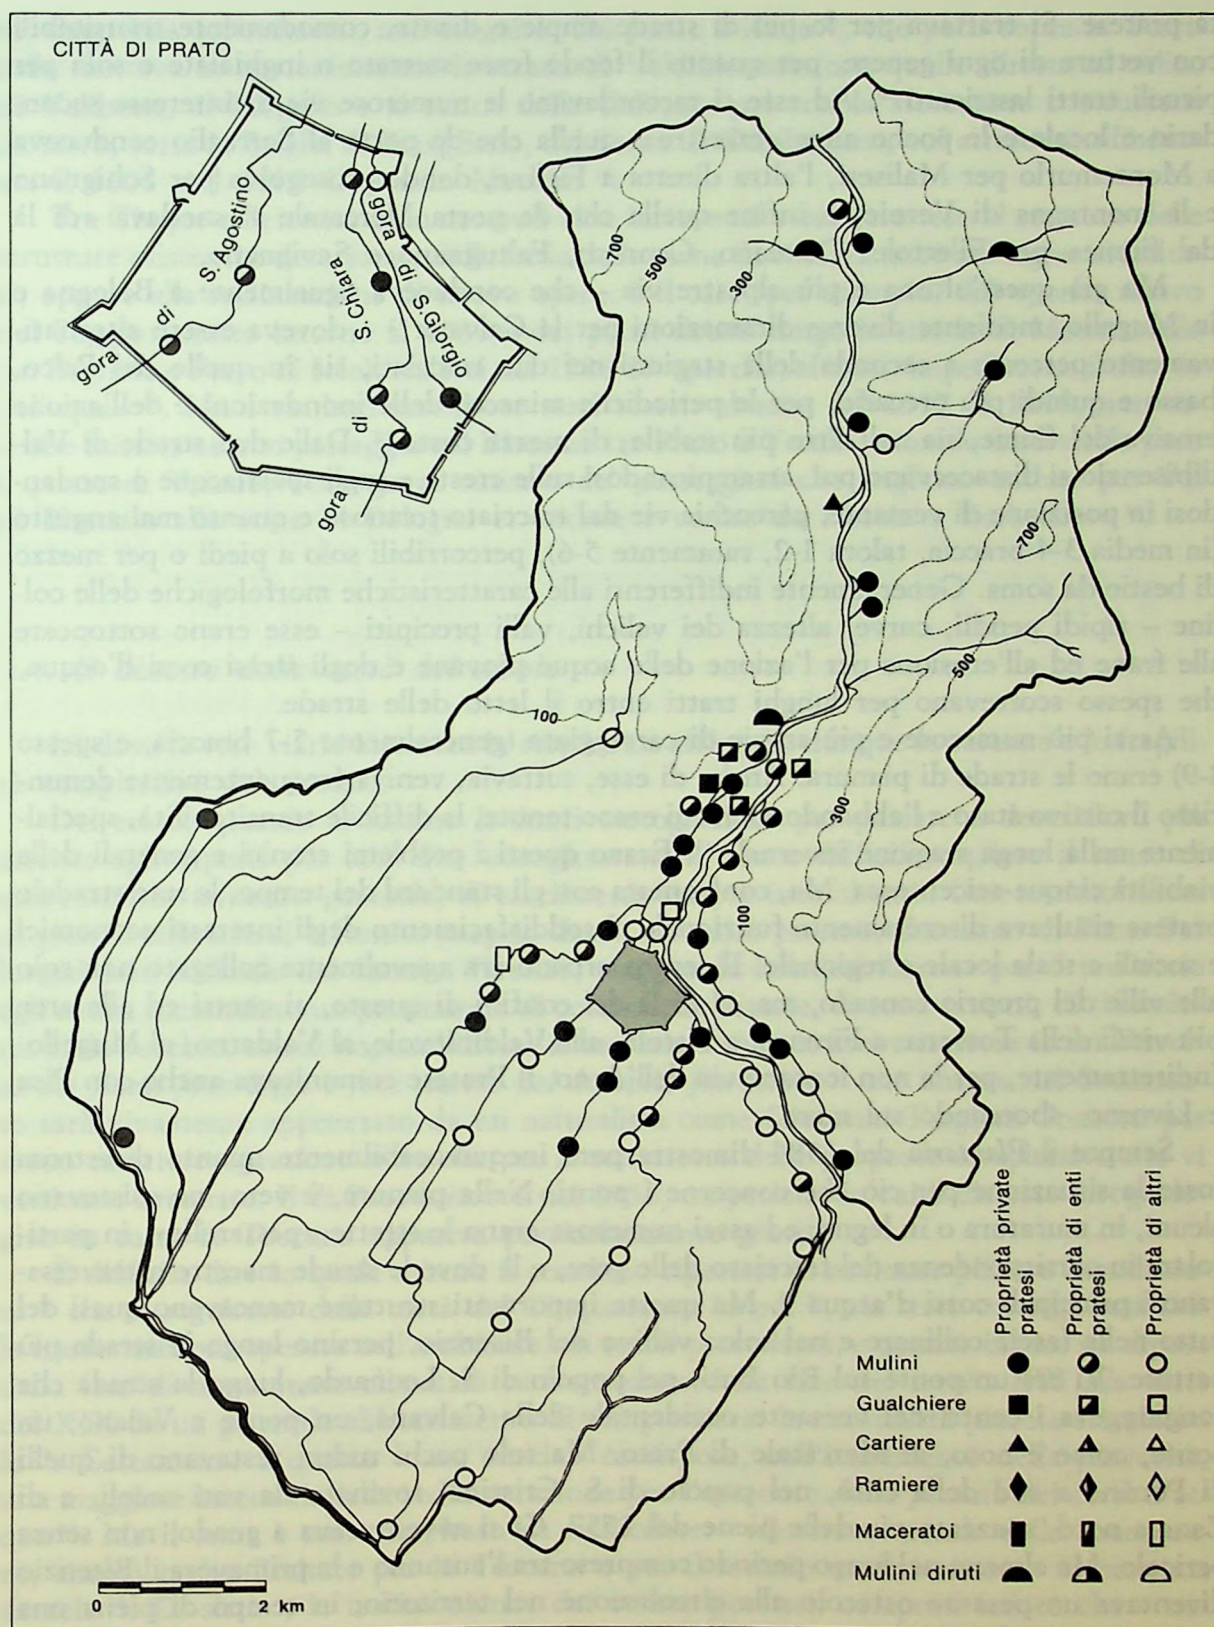 CITTÀ DI PRATO
gora di S. Agostino
gora di S. Chiara
gora di S. Giorgio
700
500
300
700
500
100
300
100
Proprietà private pratesi
Proprietà di enti pratesi
Proprietà di altri
Mulini
Gualchiere
Cartiere
Ramiere
Maceratoi
Mulini diruti
0 2 km